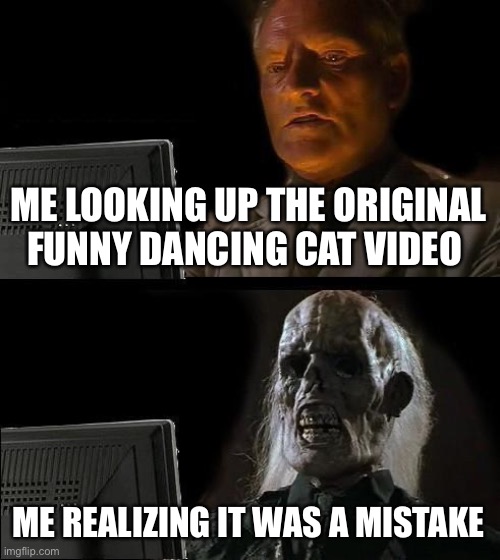 ME LOOKING UP THE ORIGINAL
FUNNY DANCING CAT VIDEO
ME REALIZING IT WAS A MISTAKE
imgflip.com